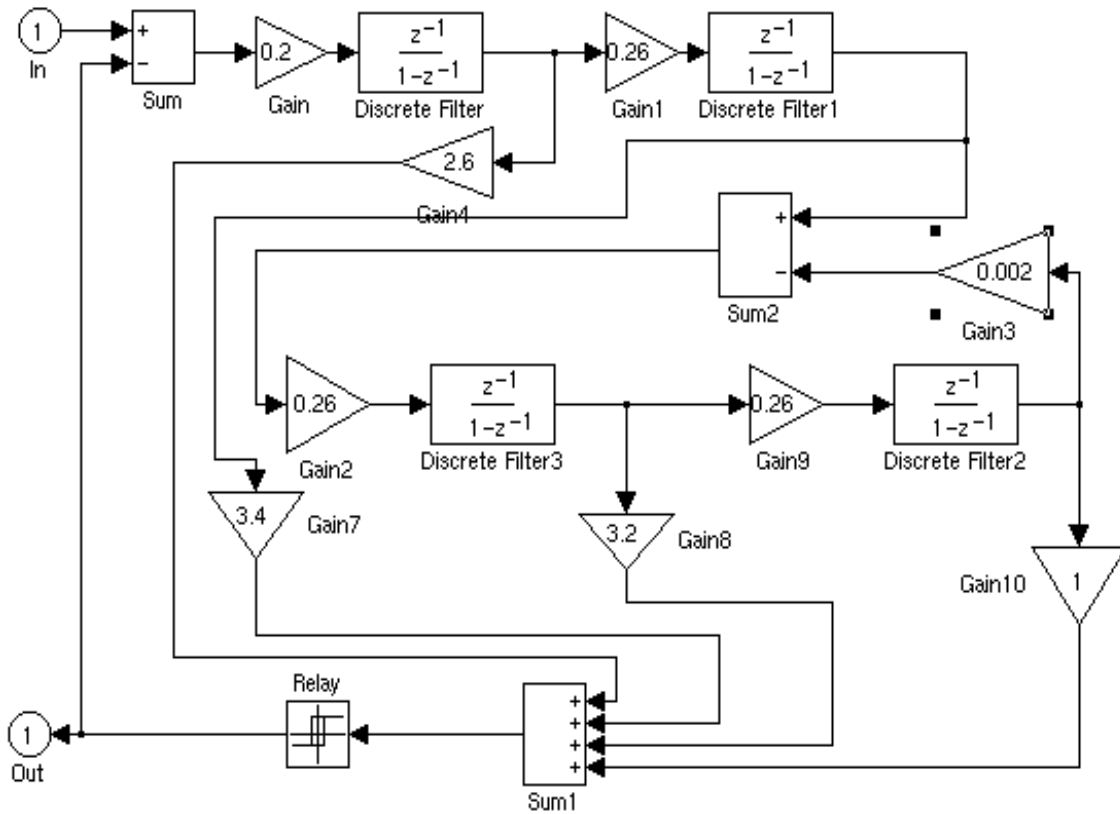 1
In
+
−
Sum
0.2
Gain
z⁻¹
1−z⁻¹
Discrete Filter
0.26
Gain1
z⁻¹
1−z⁻¹
Discrete Filter1
2.6
Gain4
+
−
Sum2
0.002
Gain3
0.26
Gain2
z⁻¹
1−z⁻¹
Discrete Filter3
0.26
Gain9
z⁻¹
1−z⁻¹
Discrete Filter2
3.4
Gain7
3.2
Gain8
1
Gain10
Relay
+
+
+
+
Sum1
1
Out